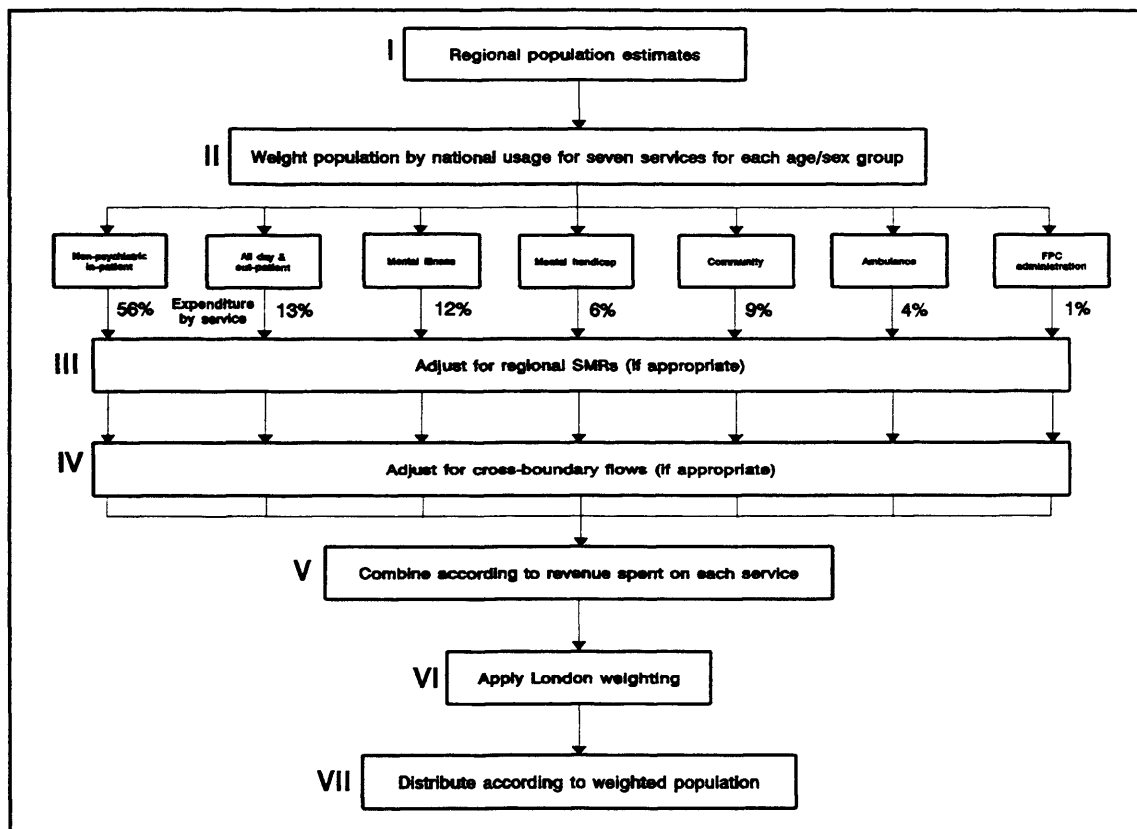 I
Regional population estimates
II
Weight population by national usage for seven services for each age/sex group
Non-psychiatric
in-patient
All day &
out-patient
Mental illness
Mental handicap
Community
Ambulance
FPC
administration
56%
Expenditure
by service
13%
12%
6%
9%
4%
1%
III
Adjust for regional SMRs (if appropriate)
IV
Adjust for cross-boundary flows (if appropriate)
V
Combine according to revenue spent on each service
VI
Apply London weighting
VII
Distribute according to weighted population